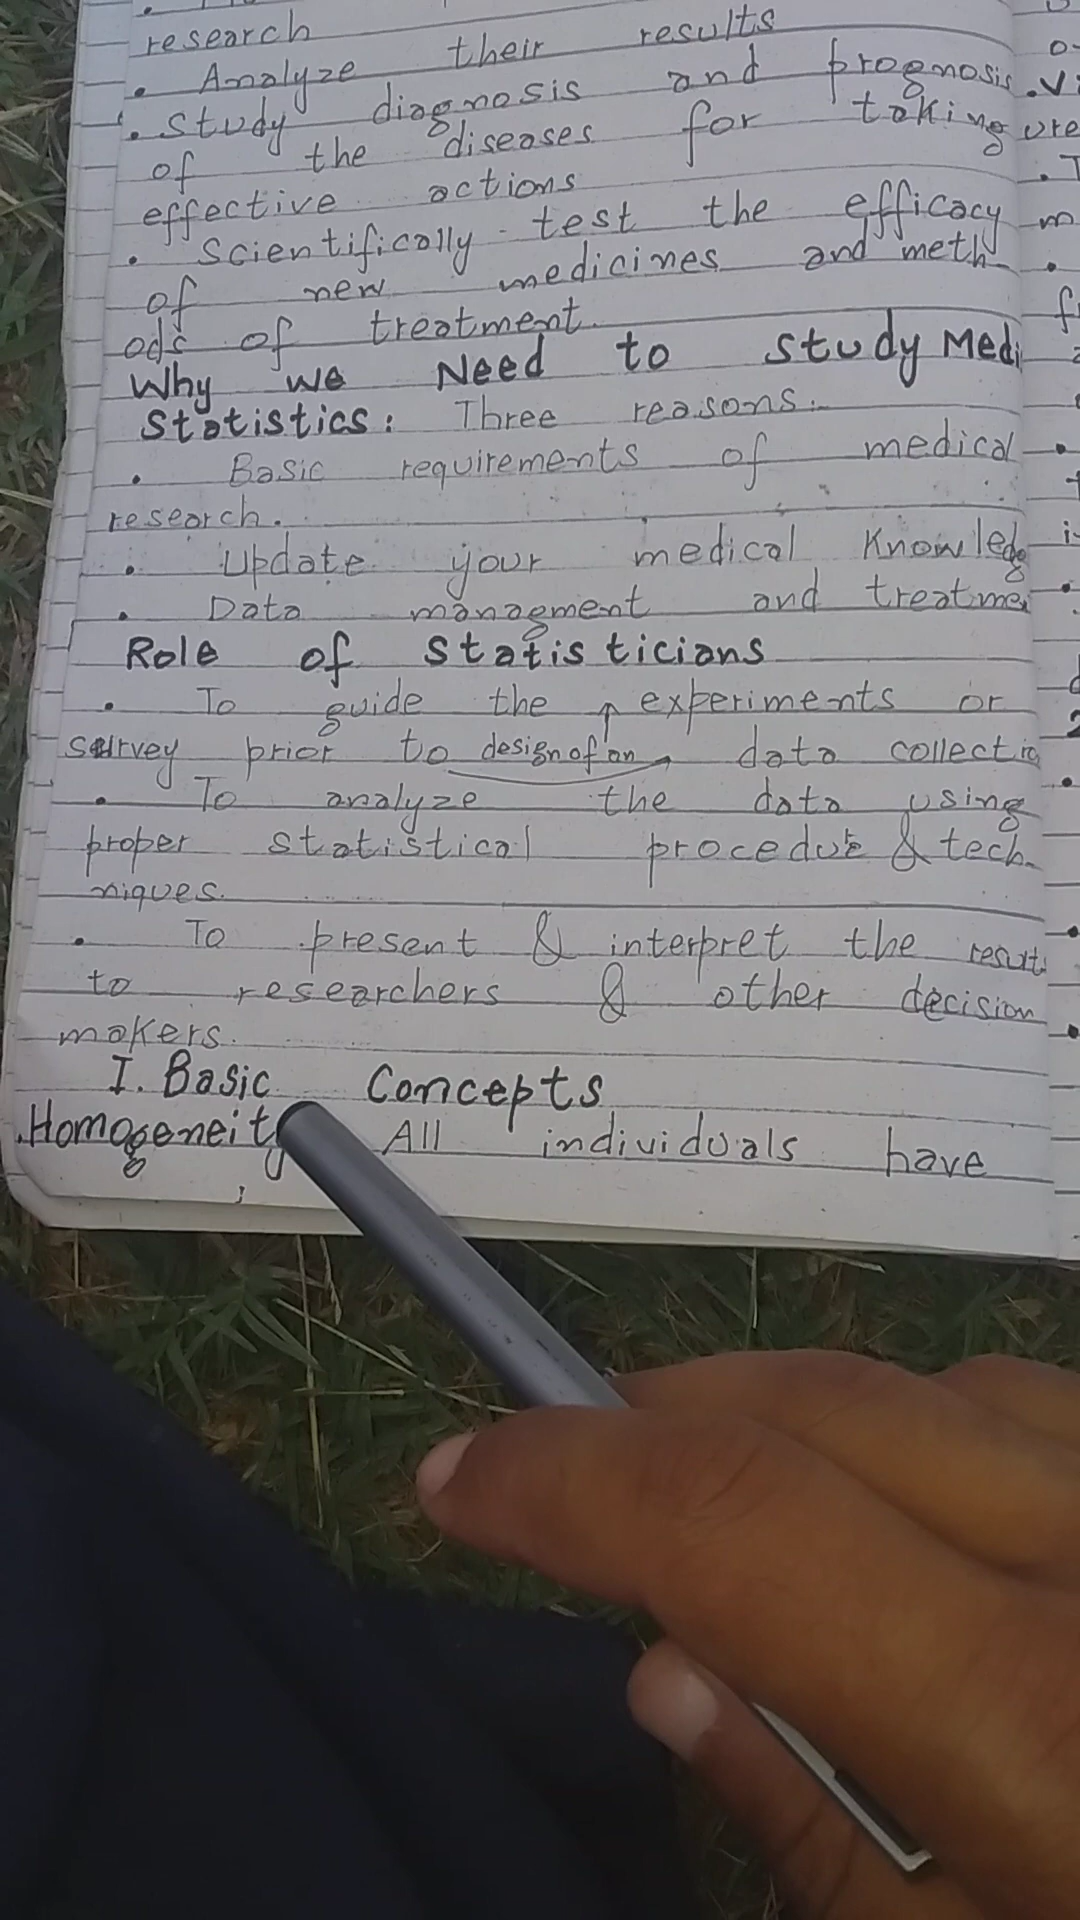 research
. Analyze their results
. study diagnosis and prognosis
of the diseases for taking
effective actions
. Scientifically test the efficacy
of new medicines and meth-
ods of treatment.
Why we Need to study Medi
Statistics: Three reasons:-
. Basic requirements of medical
research.
. Update your medical Knowledge
. Data managment and treatme
Role of Statisticians
. To guide the ↑ experiments or
survey prior to design of an data collectio
. To analyze the data using
proper statistical procedure & tech-
niques.
. To present & interpret the result
to researchers & other decision
makers.
I. Basic Concepts
. Homogeneity All individuals have